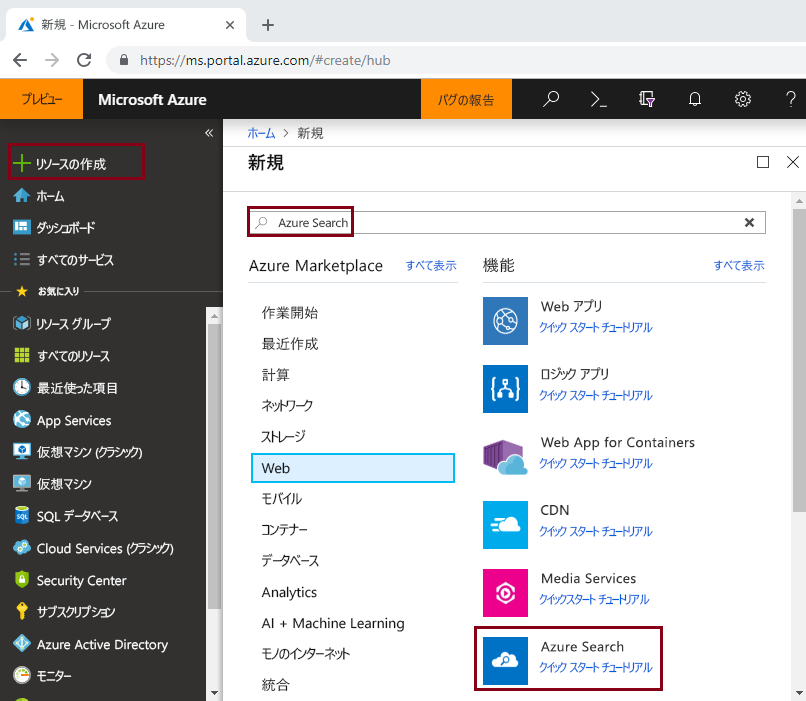 新規 - Microsoft Azure
https://ms.portal.azure.com/#create/hub
プレビュー
Microsoft Azure
バグの報告
リソースの作成
ホーム
ダッシュボード
すべてのサービス
お気に入り
リソース グループ
すべてのリソース
最近使った項目
App Services
仮想マシン (クラシック)
仮想マシン
SQL データベース
Cloud Services (クラシック)
Security Center
サブスクリプション
Azure Active Directory
モニター
ホーム > 新規
新規
Azure Search
Azure Marketplace すべて表示
作業開始
最近作成
計算
ネットワーク
ストレージ
Web
モバイル
コンテナー
データベース
Analytics
AI + Machine Learning
モノのインターネット
統合
機能 すべて表示
Web アプリ
クイック スタート チュートリアル
ロジック アプリ
クイック スタート チュートリアル
Web App for Containers
クイック スタート チュートリアル
CDN
クイック スタート チュートリアル
Media Services
クイックスタート チュートリアル
Azure Search
クイック スタート チュートリアル